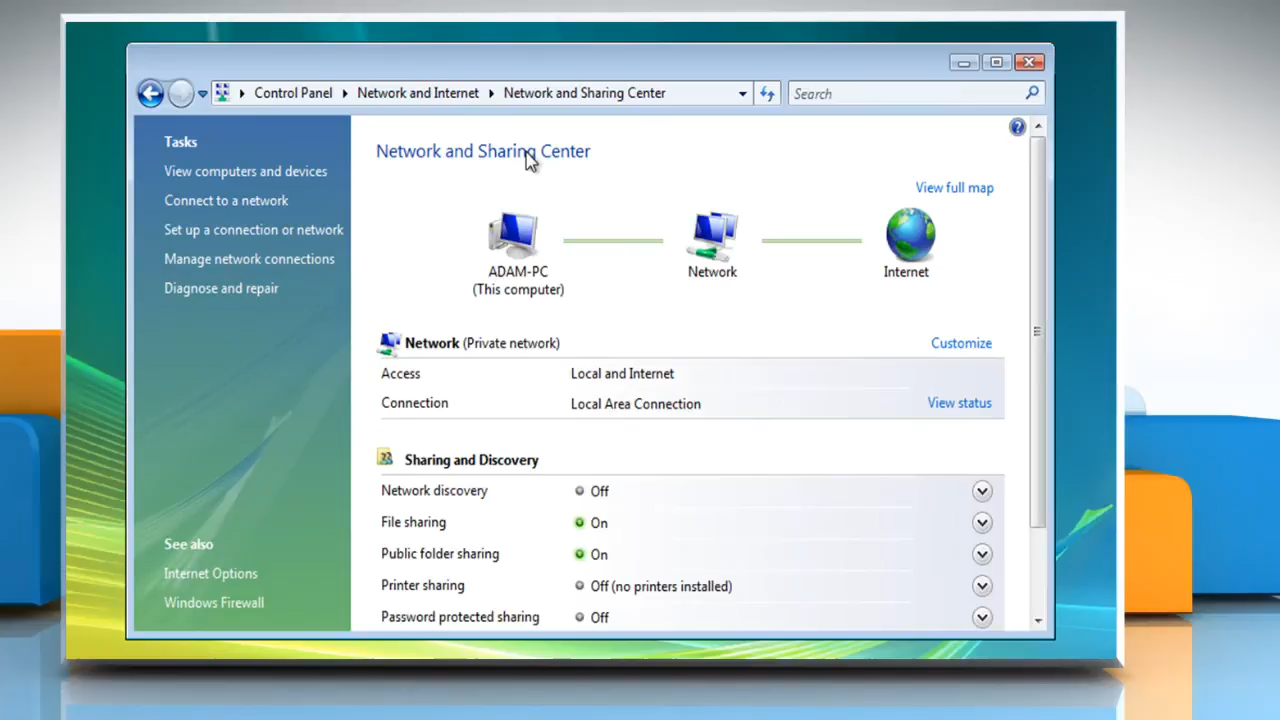 Control Panel Network and Internet Network and Sharing Center Search
Tasks
View computers and devices
Connect to a network
Set up a connection or network
Manage network connections
Diagnose and repair
See also
Internet Options
Windows Firewall
Network and Sharing Center
View full map
ADAM-PC
(This computer)
Network
Internet
Network (Private network) Customize
Access Local and Internet
Connection Local Area Connection View status
Sharing and Discovery
Network discovery Off
File sharing On
Public folder sharing On
Printer sharing Off (no printers installed)
Password protected sharing Off